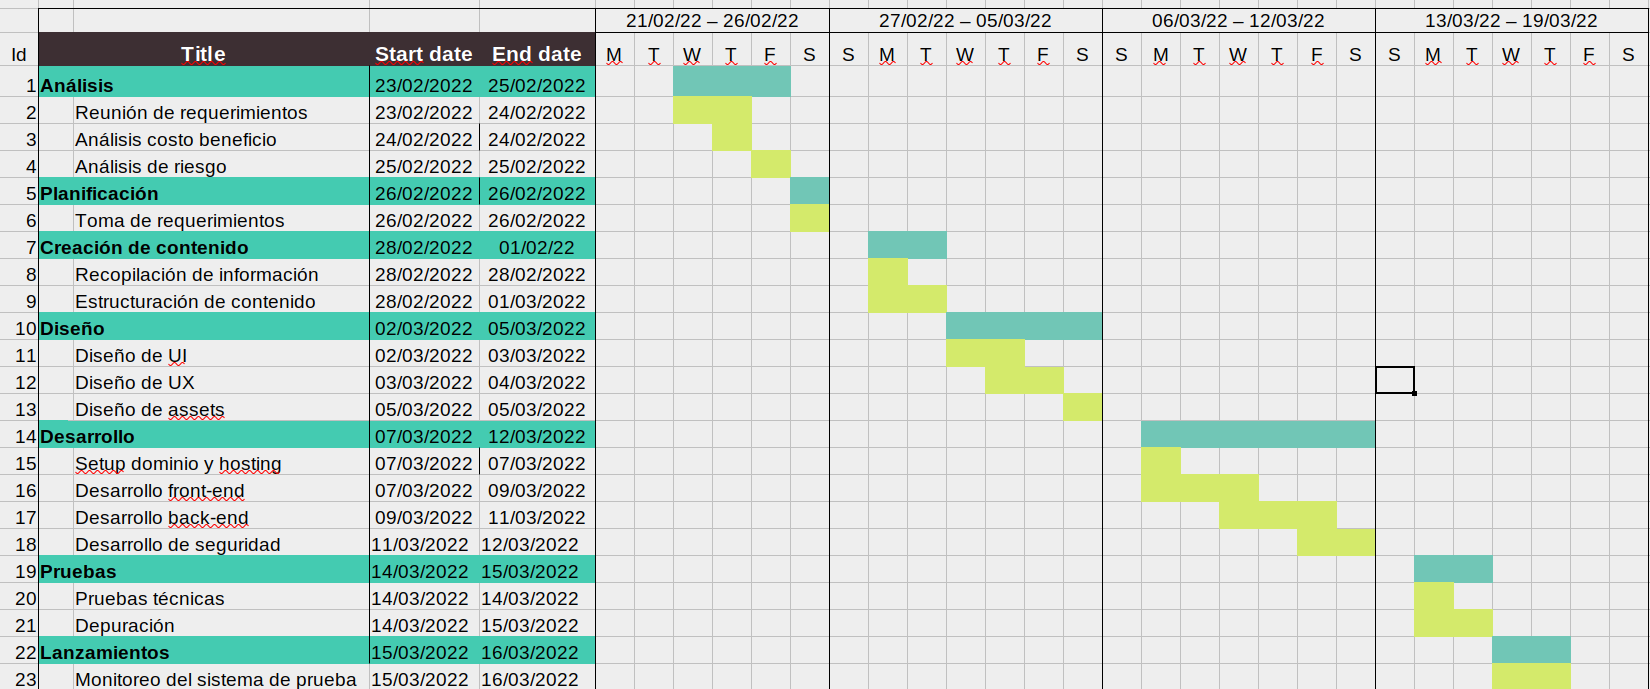 21/02/22 – 26/02/22 27/02/22 – 05/03/22 06/03/22 – 12/03/22 13/03/22 – 19/03/22
Id Title Start date End date M T W T F S S M T W T F S S M T W T F S S M T W T F S
1 Análisis 23/02/2022 25/02/2022
2 Reunión de requerimientos 23/02/2022 24/02/2022
3 Análisis costo beneficio 24/02/2022 24/02/2022
4 Análisis de riesgo 25/02/2022 25/02/2022
5 Planificación 26/02/2022 26/02/2022
6 Toma de requerimientos 26/02/2022 26/02/2022
7 Creación de contenido 28/02/2022 01/02/22
8 Recopilación de información 28/02/2022 28/02/2022
9 Estructuración de contenido 28/02/2022 01/03/2022
10 Diseño 02/03/2022 05/03/2022
11 Diseño de UI 02/03/2022 03/03/2022
12 Diseño de UX 03/03/2022 04/03/2022
13 Diseño de assets 05/03/2022 05/03/2022
14 Desarrollo 07/03/2022 12/03/2022
15 Setup dominio y hosting 07/03/2022 07/03/2022
16 Desarrollo front-end 07/03/2022 09/03/2022
17 Desarrollo back-end 09/03/2022 11/03/2022
18 Desarrollo de seguridad 11/03/2022 12/03/2022
19 Pruebas 14/03/2022 15/03/2022
20 Pruebas técnicas 14/03/2022 14/03/2022
21 Depuración 14/03/2022 15/03/2022
22 Lanzamientos 15/03/2022 16/03/2022
23 Monitoreo del sistema de prueba 15/03/2022 16/03/2022